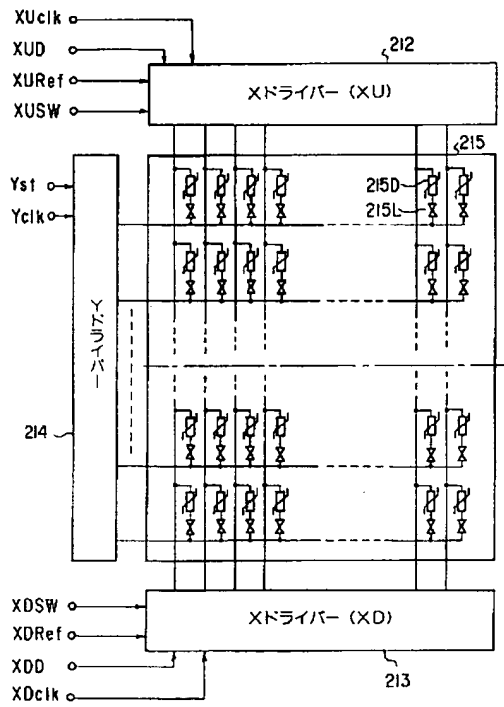 XUclk
XUD
XURef
XUSW
212
Xドライバー(XU)
215
215D
215L
Yst
Yclk
Yドライバー
214
XDSW
XDRef
XDD
XDclk
Xドライバー(XD)
213